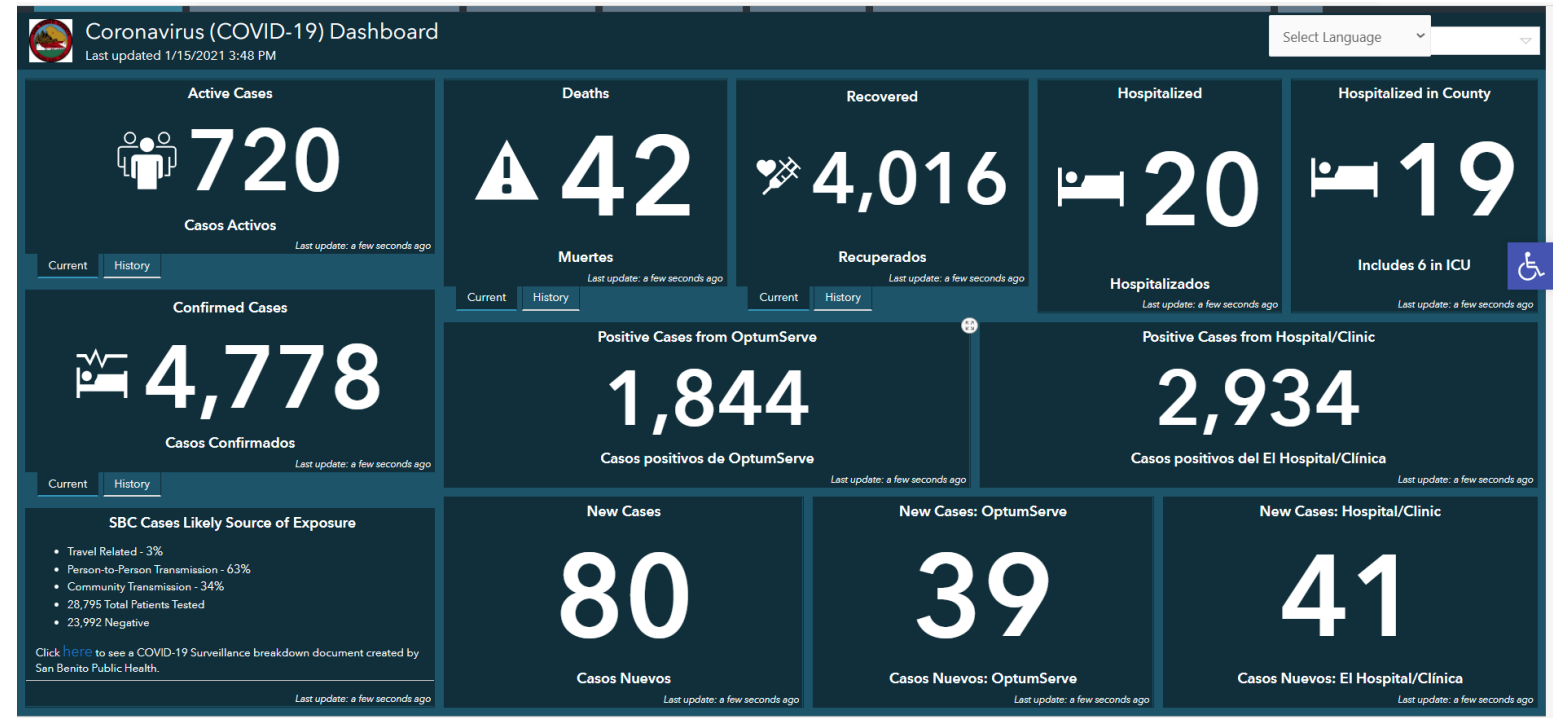 Coronavirus (COVID-19) Dashboard
Last updated 1/15/2021 3:48 PM
Select Language
Active Cases
720
Casos Activos
Last update: a few seconds ago
Current
History
Confirmed Cases
4,778
Casos Confirmados
Last update: a few seconds ago
Current
History
SBC Cases Likely Source of Exposure
• Travel Related - 3%
• Person-to-Person Transmission - 63%
• Community Transmission - 34%
• 28,795 Total Patients Tested
• 23,992 Negative
Click here to see a COVID-19 Surveillance breakdown document created by
San Benito Public Health.
Last update: a few seconds ago
Deaths
42
Muertes
Last update: a few seconds ago
Current
History
Recovered
4,016
Recuperados
Last update: a few seconds ago
Current
History
Hospitalized
20
Hospitalizados
Last update: a few seconds ago
Hospitalized in County
19
Includes 6 in ICU
Last update: a few seconds ago
Positive Cases from OptumServe
1,844
Casos positivos de OptumServe
Last update: a few seconds ago
Positive Cases from Hospital/Clinic
2,934
Casos positivos del El Hospital/Clínica
Last update: a few seconds ago
New Cases
80
Casos Nuevos
Last update: a few seconds ago
New Cases: OptumServe
39
Casos Nuevos: OptumServe
Last update: a few seconds ago
New Cases: Hospital/Clinic
41
Casos Nuevos: El Hospital/Clínica
Last update: a few seconds ago